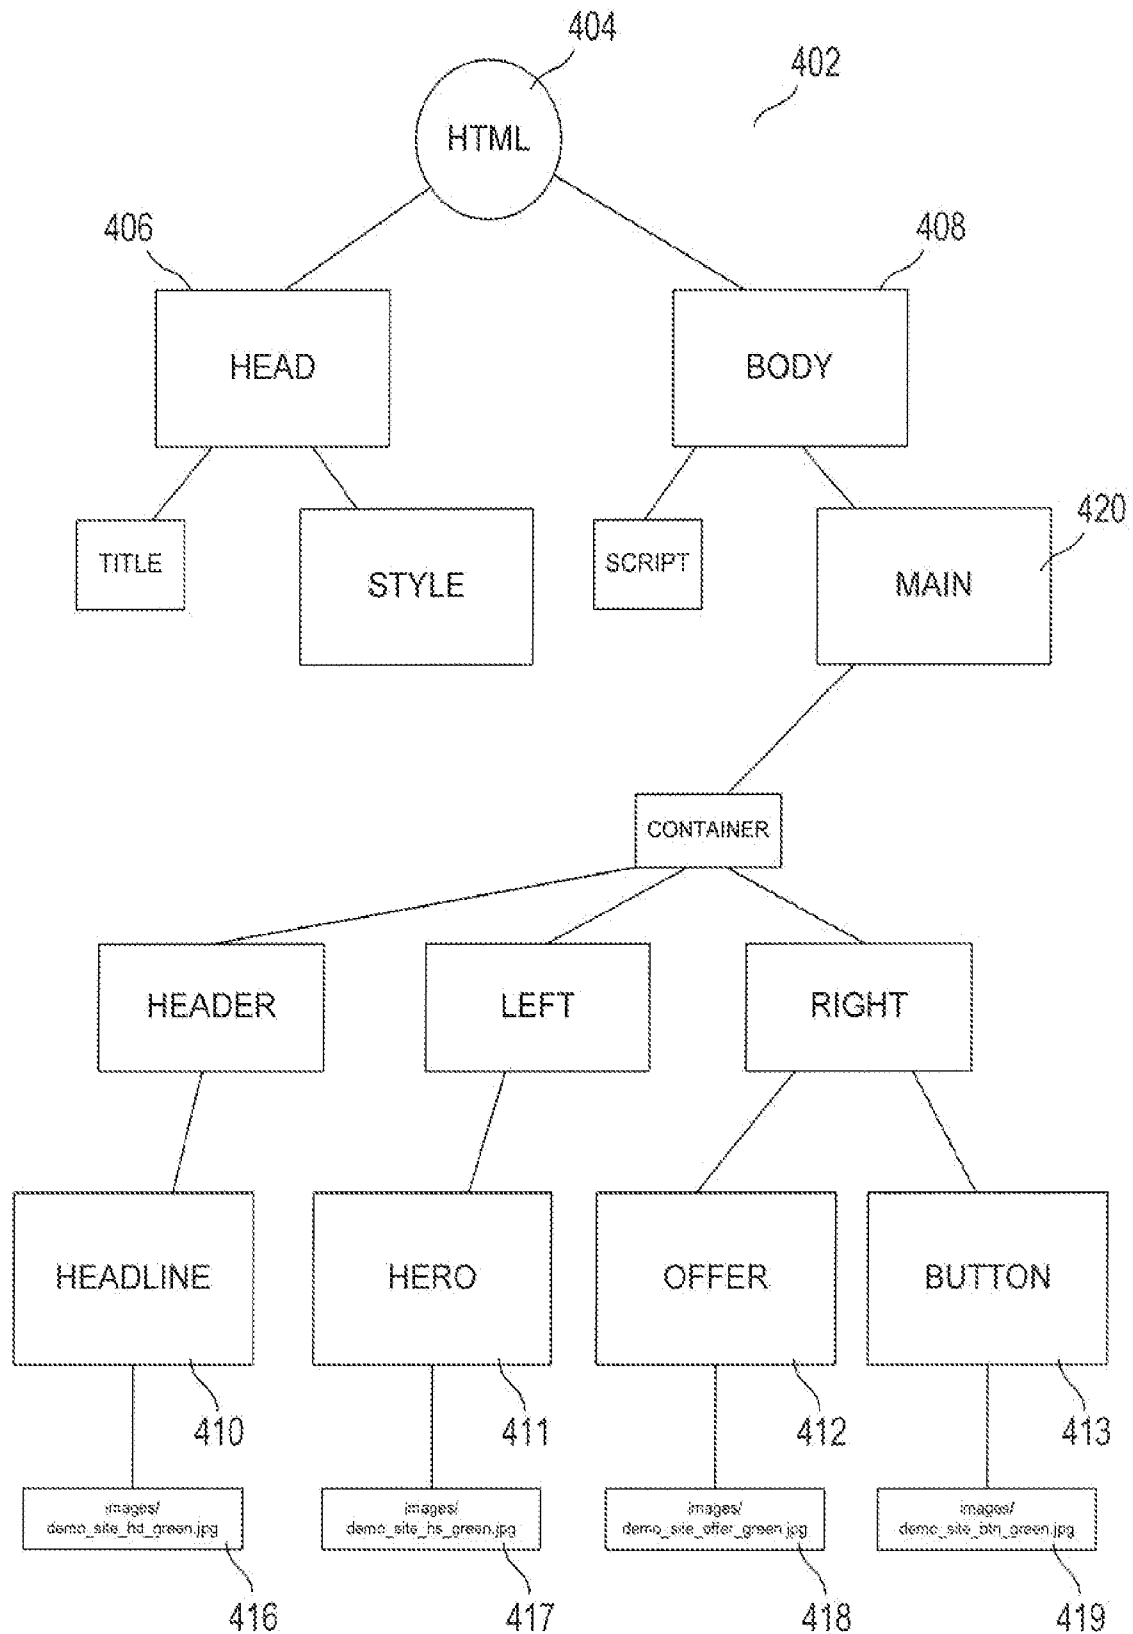 404
402
HTML
406
408
HEAD
BODY
420
TITLE
STYLE
SCRIPT
MAIN
CONTAINER
HEADER
LEFT
RIGHT
HEADLINE
HERO
OFFER
BUTTON
410
411
412
413
images/
demo_site_hd_green.jpg
images/
demo_site_hs_green.jpg
images/
demo_site_offer_green.jpg
images/
demo_site_btn_green.jpg
416
417
418
419